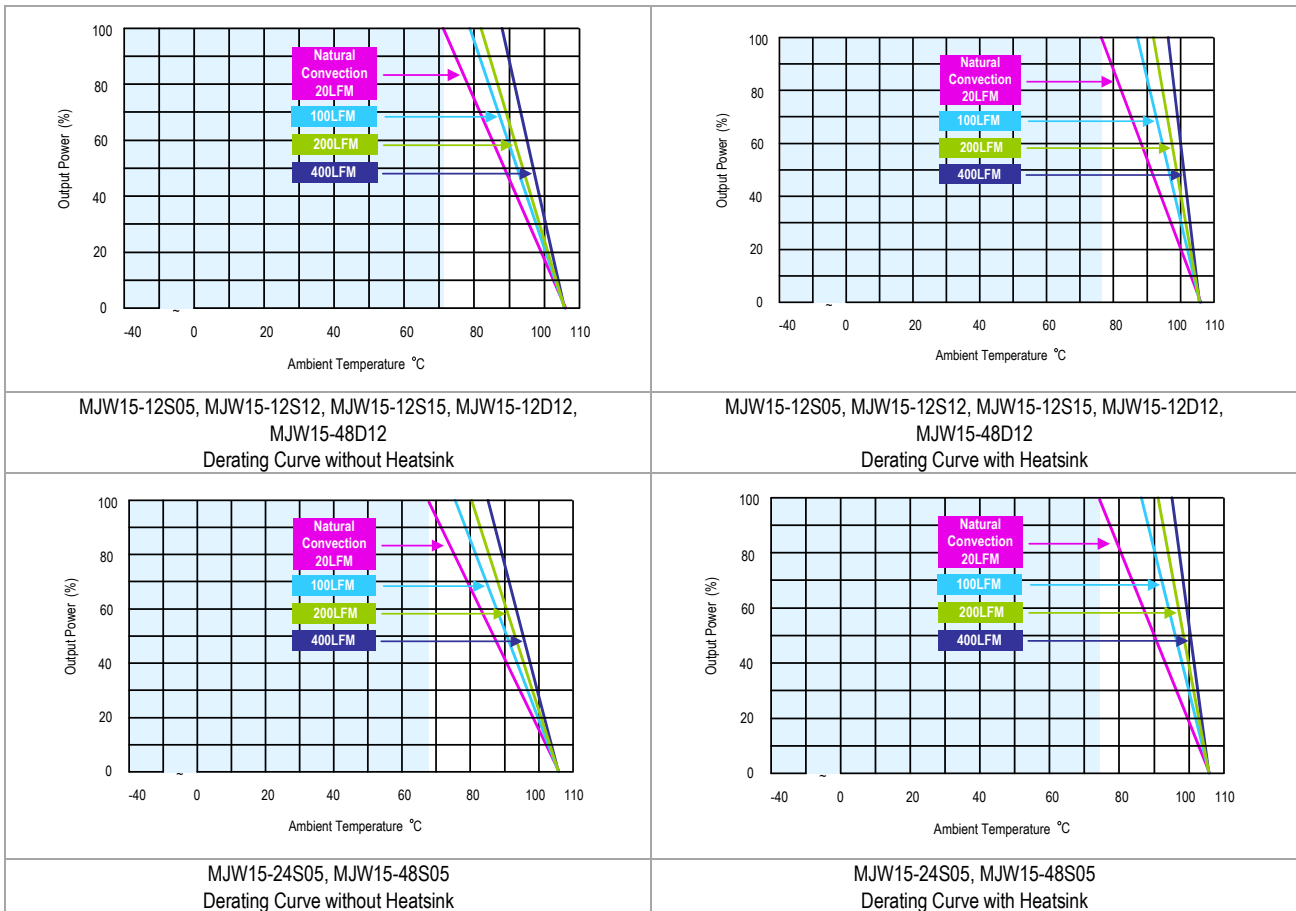 100
80
60
40
20
0
Output Power (%)
Natural
Convection
20LFM
100LFM
200LFM
400LFM
~
-40 0 20 40 60 80 100 110
Ambient Temperature °C
MJW15-12S05, MJW15-12S12, MJW15-12S15, MJW15-12D12,
MJW15-48D12
Derating Curve without Heatsink
100
80
60
40
20
0
Output Power (%)
Natural
Convection
20LFM
100LFM
200LFM
400LFM
~
-40 0 20 40 60 80 100 110
Ambient Temperature °C
MJW15-12S05, MJW15-12S12, MJW15-12S15, MJW15-12D12,
MJW15-48D12
Derating Curve with Heatsink
100
80
60
40
20
0
Output Power (%)
Natural
Convection
20LFM
100LFM
200LFM
400LFM
~
-40 0 20 40 60 80 100 110
Ambient Temperature °C
MJW15-24S05, MJW15-48S05
Derating Curve without Heatsink
100
80
60
40
20
0
Output Power (%)
Natural
Convection
20LFM
100LFM
200LFM
400LFM
~
-40 0 20 40 60 80 100 110
Ambient Temperature °C
MJW15-24S05, MJW15-48S05
Derating Curve with Heatsink